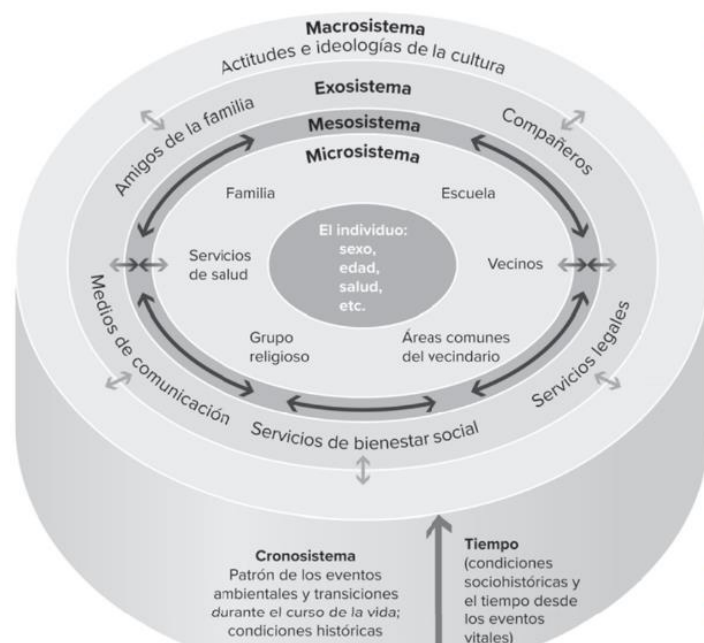 Macrosistema
Actitudes e ideologías de la cultura
Exosistema
Amigos de la familia
Compañeros
Mesosistema
Microsistema
Familia
Escuela
El individuo:
sexo,
edad,
salud,
etc.
Servicios
de salud
Vecinos
Grupo
religioso
Áreas comunes
del vecindario
Medios de comunicación
Servicios legales
Servicios de bienestar social
Cronosistema
Patrón de los eventos
ambientales y transiciones
durante el curso de la vida;
condiciones históricas
Tiempo
(condiciones
sociohistóricas y
el tiempo desde
los eventos
vitales)